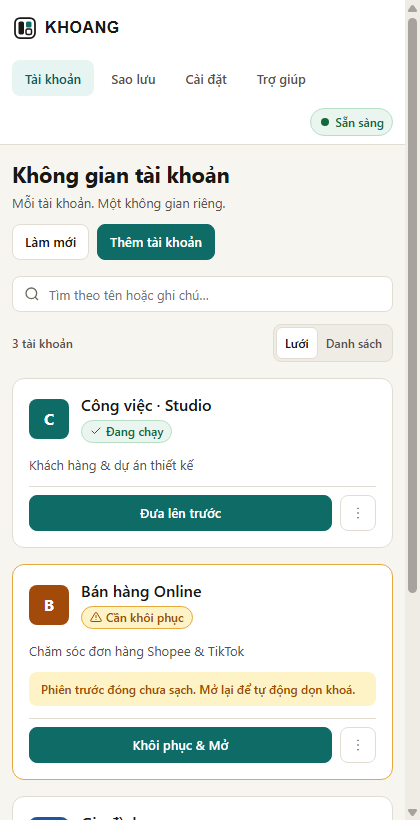 KHOANG
Tài khoản
Sao lưu
Cài đặt
Trợ giúp
Sẵn sàng
Không gian tài khoản
Mỗi tài khoản. Một không gian riêng.
Làm mới
Thêm tài khoản
Tìm theo tên hoặc ghi chú...
3 tài khoản
Lưới
Danh sách
C
Công việc · Studio
Đang chạy
Khách hàng & dự án thiết kế
Đưa lên trước
B
Bán hàng Online
Cần khôi phục
Chăm sóc đơn hàng Shopee & TikTok
Phiên trước đóng chưa sạch. Mở lại để tự động dọn khoá.
Khôi phục & Mở